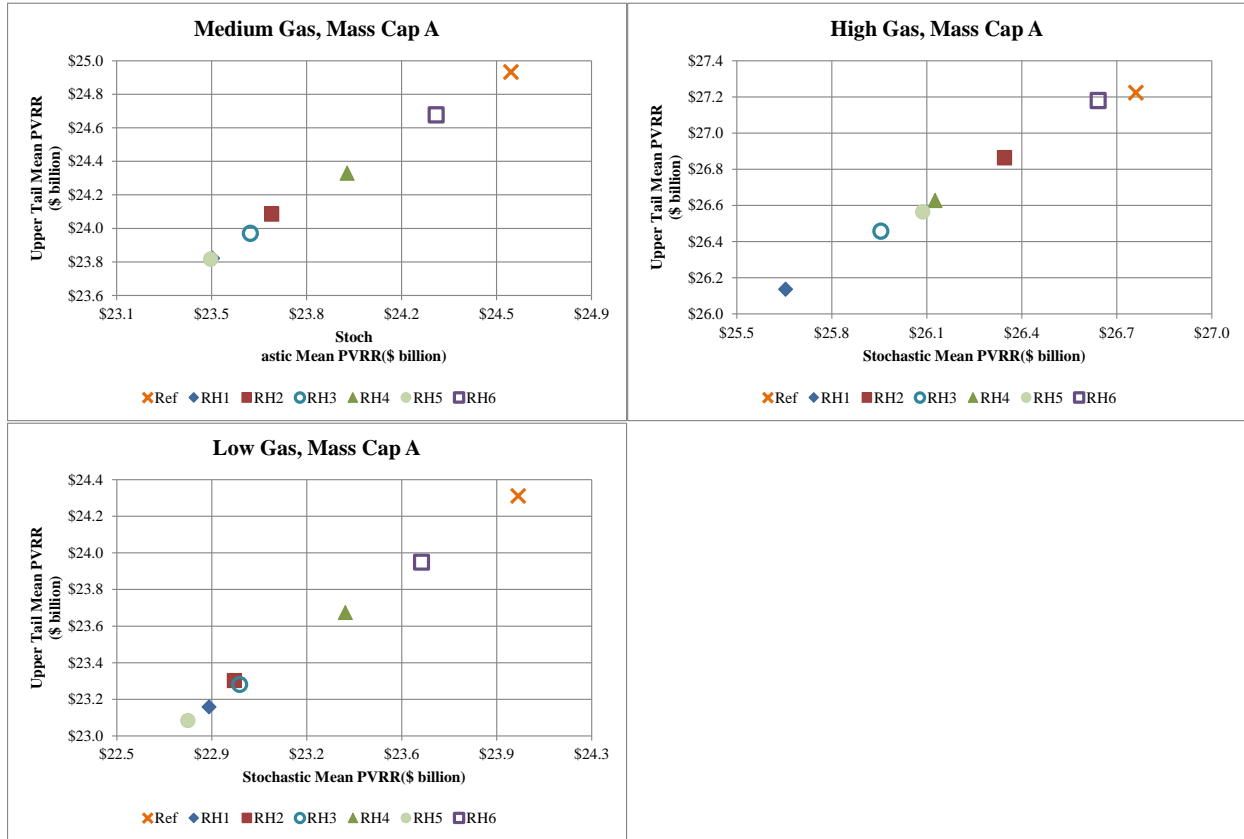 Medium Gas, Mass Cap A
Upper Tail Mean PVRR
($ billion)
$25.0
$24.8
$24.6
$24.4
$24.2
$24.0
$23.8
$23.6
$23.1 $23.5 $23.8 $24.2 $24.5 $24.9
Stoch
astic Mean PVRR($ billion)
Ref RH1 RH2 RH3 RH4 RH5 RH6
High Gas, Mass Cap A
Upper Tail Mean PVRR
($ billion)
$27.4
$27.2
$27.0
$26.8
$26.6
$26.4
$26.2
$26.0
$25.5 $25.8 $26.1 $26.4 $26.7 $27.0
Stochastic Mean PVRR($ billion)
Ref RH1 RH2 RH3 RH4 RH5 RH6
Low Gas, Mass Cap A
Upper Tail Mean PVRR
($ billion)
$24.4
$24.2
$24.0
$23.8
$23.6
$23.4
$23.2
$23.0
$22.5 $22.9 $23.2 $23.6 $23.9 $24.3
Stochastic Mean PVRR($ billion)
Ref RH1 RH2 RH3 RH4 RH5 RH6